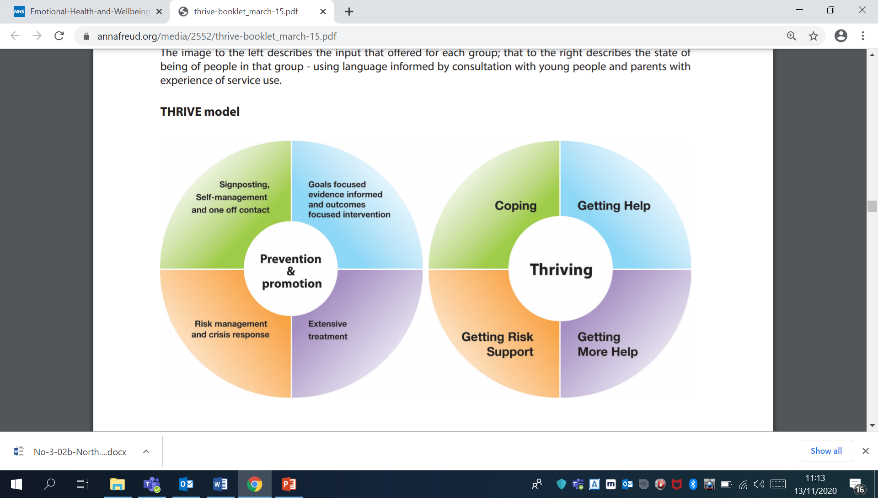 NHS Emotional-Health-and-Wellbeing
thrive-booklet_march-15.pdf
annafreud.org/media/2552/thrive-booklet_march-15.pdf
The image to the left describes the input that offered for each group; that to the right describes the state of
being of people in that group - using language informed by consultation with young people and parents with
experience of service use.
THRIVE model
Signposting,
Self-management
and one off contact
Goals focused
evidence informed
and outcomes
focused intervention
Prevention
&
promotion
Risk management
and crisis response
Extensive
treatment
Coping
Getting Help
Thriving
Getting Risk
Support
Getting
More Help
No-3-02b-North....docx
Show all
11:13
13/11/2020
16